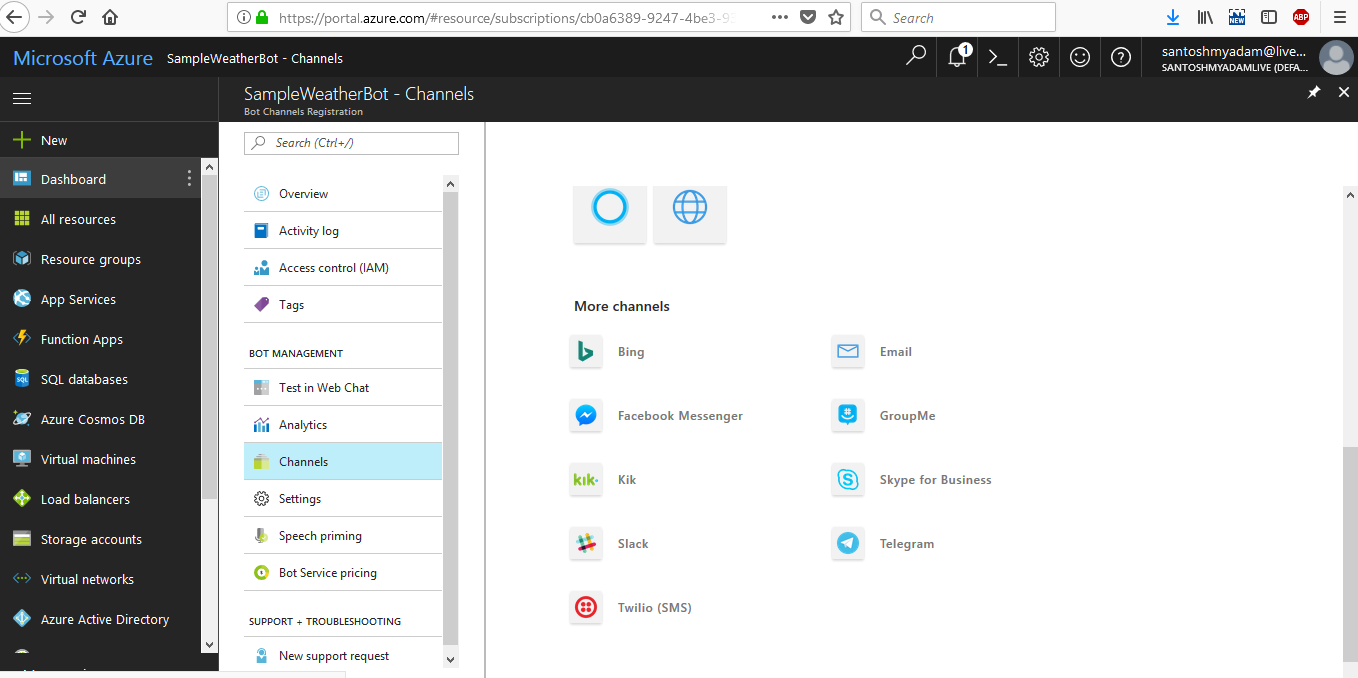 https://portal.azure.com/#resource/subscriptions/cb0a6389-9247-4be3-9
Search
NEW
ABP
Microsoft Azure
SampleWeatherBot - Channels
1
santoshmyadam@live...
SANTOSHMYADAMLIVE (DEFA...
SampleWeatherBot - Channels
Bot Channels Registration
New
Dashboard
All resources
Resource groups
App Services
Function Apps
SQL databases
Azure Cosmos DB
Virtual machines
Load balancers
Storage accounts
Virtual networks
Azure Active Directory
Search (Ctrl+/)
Overview
Activity log
Access control (IAM)
Tags
BOT MANAGEMENT
Test in Web Chat
Analytics
Channels
Settings
Speech priming
Bot Service pricing
SUPPORT + TROUBLESHOOTING
New support request
More channels
Bing
Email
Facebook Messenger
GroupMe
kik
Kik
Skype for Business
Slack
Telegram
Twilio (SMS)